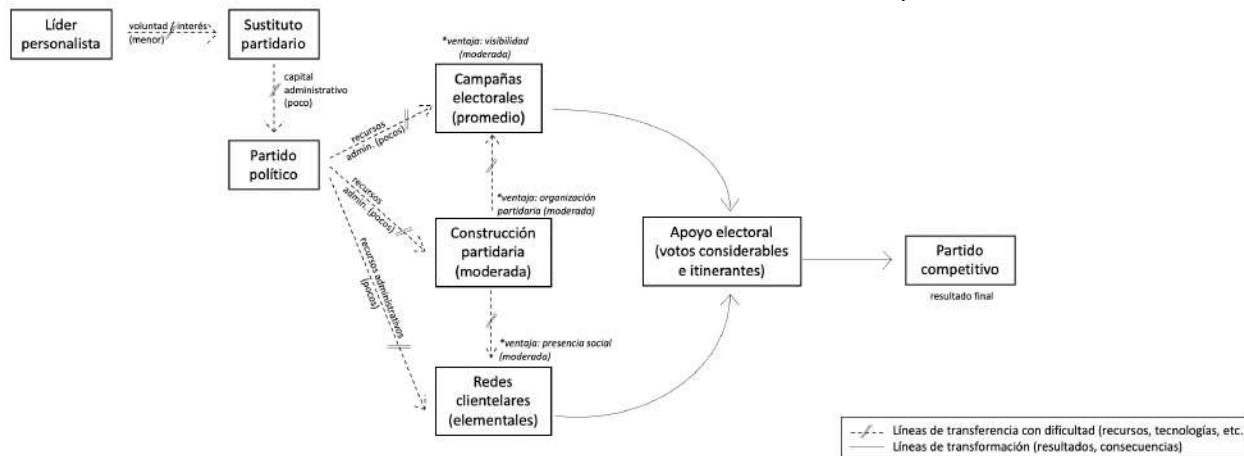 Líder
personalista
voluntad / interés
(menor)
Sustituto
partidario
capital
administrativo
(poco)
Partido
político
recursos
admin. (pocos)
recursos
admin. (pocos)
recursos administrativos
(pocos)
*ventaja: visibilidad
(moderada)
Campañas
electorales
(promedio)
*ventaja: organización
partidaria (moderada)
Construcción
partidaria
(moderada)
*ventaja: presencia social
(moderada)
Redes
clientelares
(elementales)
Apoyo electoral
(votos considerables
e itinerantes)
Partido
competitivo
resultado final
Líneas de transferencia con dificultad (recursos, tecnologías, etc.
Líneas de transformación (resultados, consecuencias)